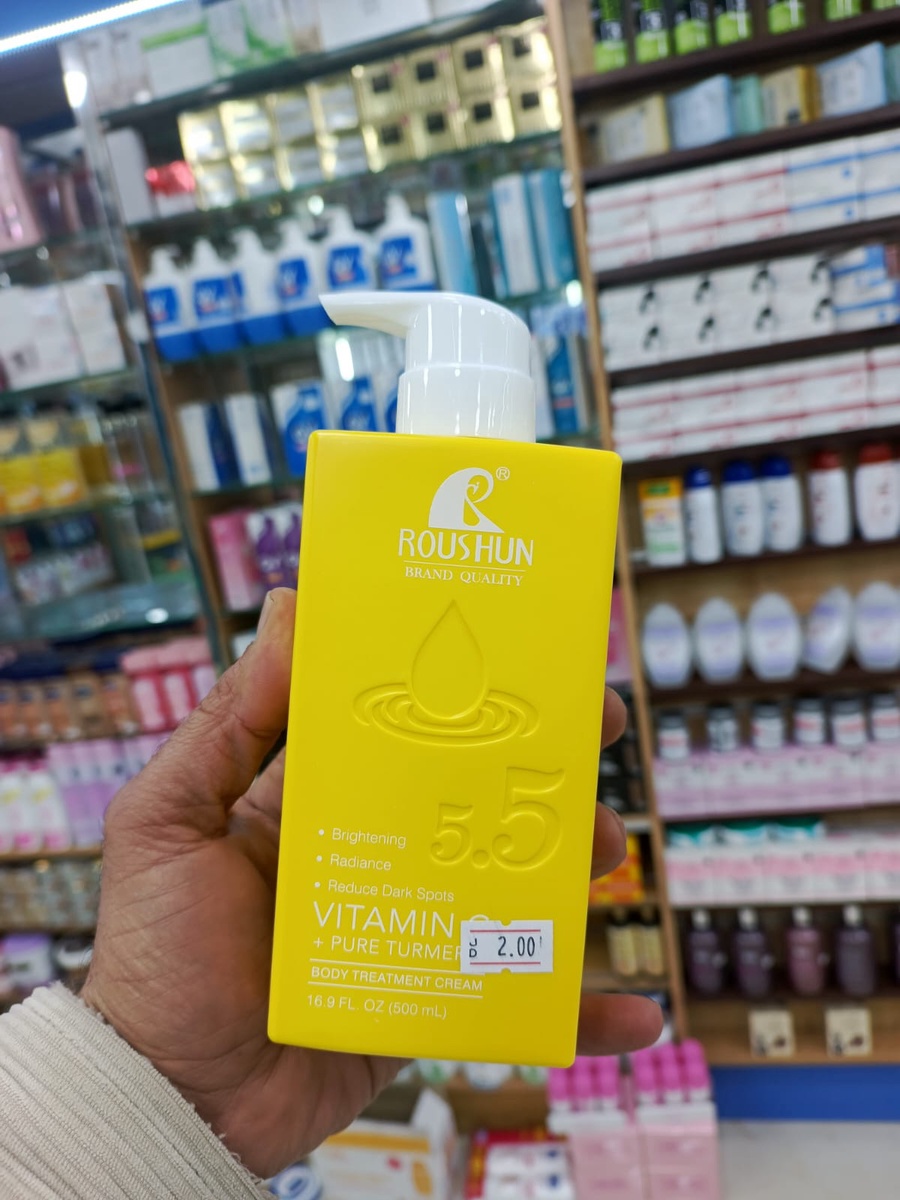 ®
ROUSHUN
BRAND QUALITY
5.5
• Brightening
• Radiance
• Reduce Dark Spots
VITAMIN
+ PURE
JD 2.00
BODY TREATMENT CREAM
16.9 FL. OZ (500 mL)